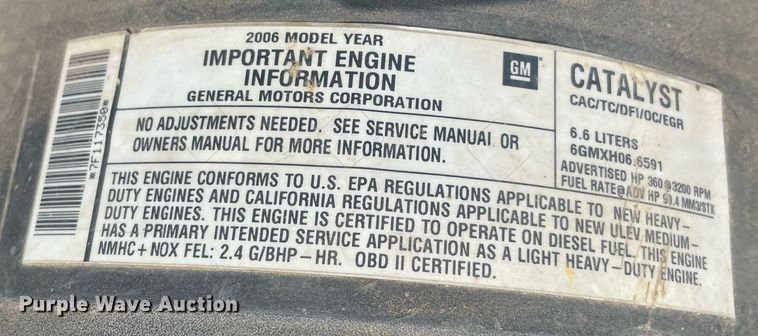 *7F117350*
2006 MODEL YEAR
IMPORTANT ENGINE
INFORMATION
GENERAL MOTORS CORPORATION
GM
NO ADJUSTMENTS NEEDED. SEE SERVICE MANUAL OR
OWNERS MANUAL FOR MORE INFORMATION.
CATALYST
CAC/TC/DFI/OC/EGR
6.6 LITERS
6GMXH06.6591
ADVERTISED HP 360@3200 RPM
FUEL RATE@ADV HP 99.4 MM3/STK
THIS ENGINE CONFORMS TO U.S. EPA REGULATIONS APPLICABLE TO NEW HEAVY-
DUTY ENGINES AND CALIFORNIA REGULATIONS APPLICABLE TO NEW ULEV MEDIUM-
DUTY ENGINES. THIS ENGINE IS CERTIFIED TO OPERATE ON DIESEL FUEL. THIS ENGINE
HAS A PRIMARY INTENDED SERVICE APPLICATION AS A LIGHT HEAVY-DUTY ENGINE.
NMHC+NOX FEL: 2.4 G/BHP-HR. OBD II CERTIFIED.
Purple Wave Auction